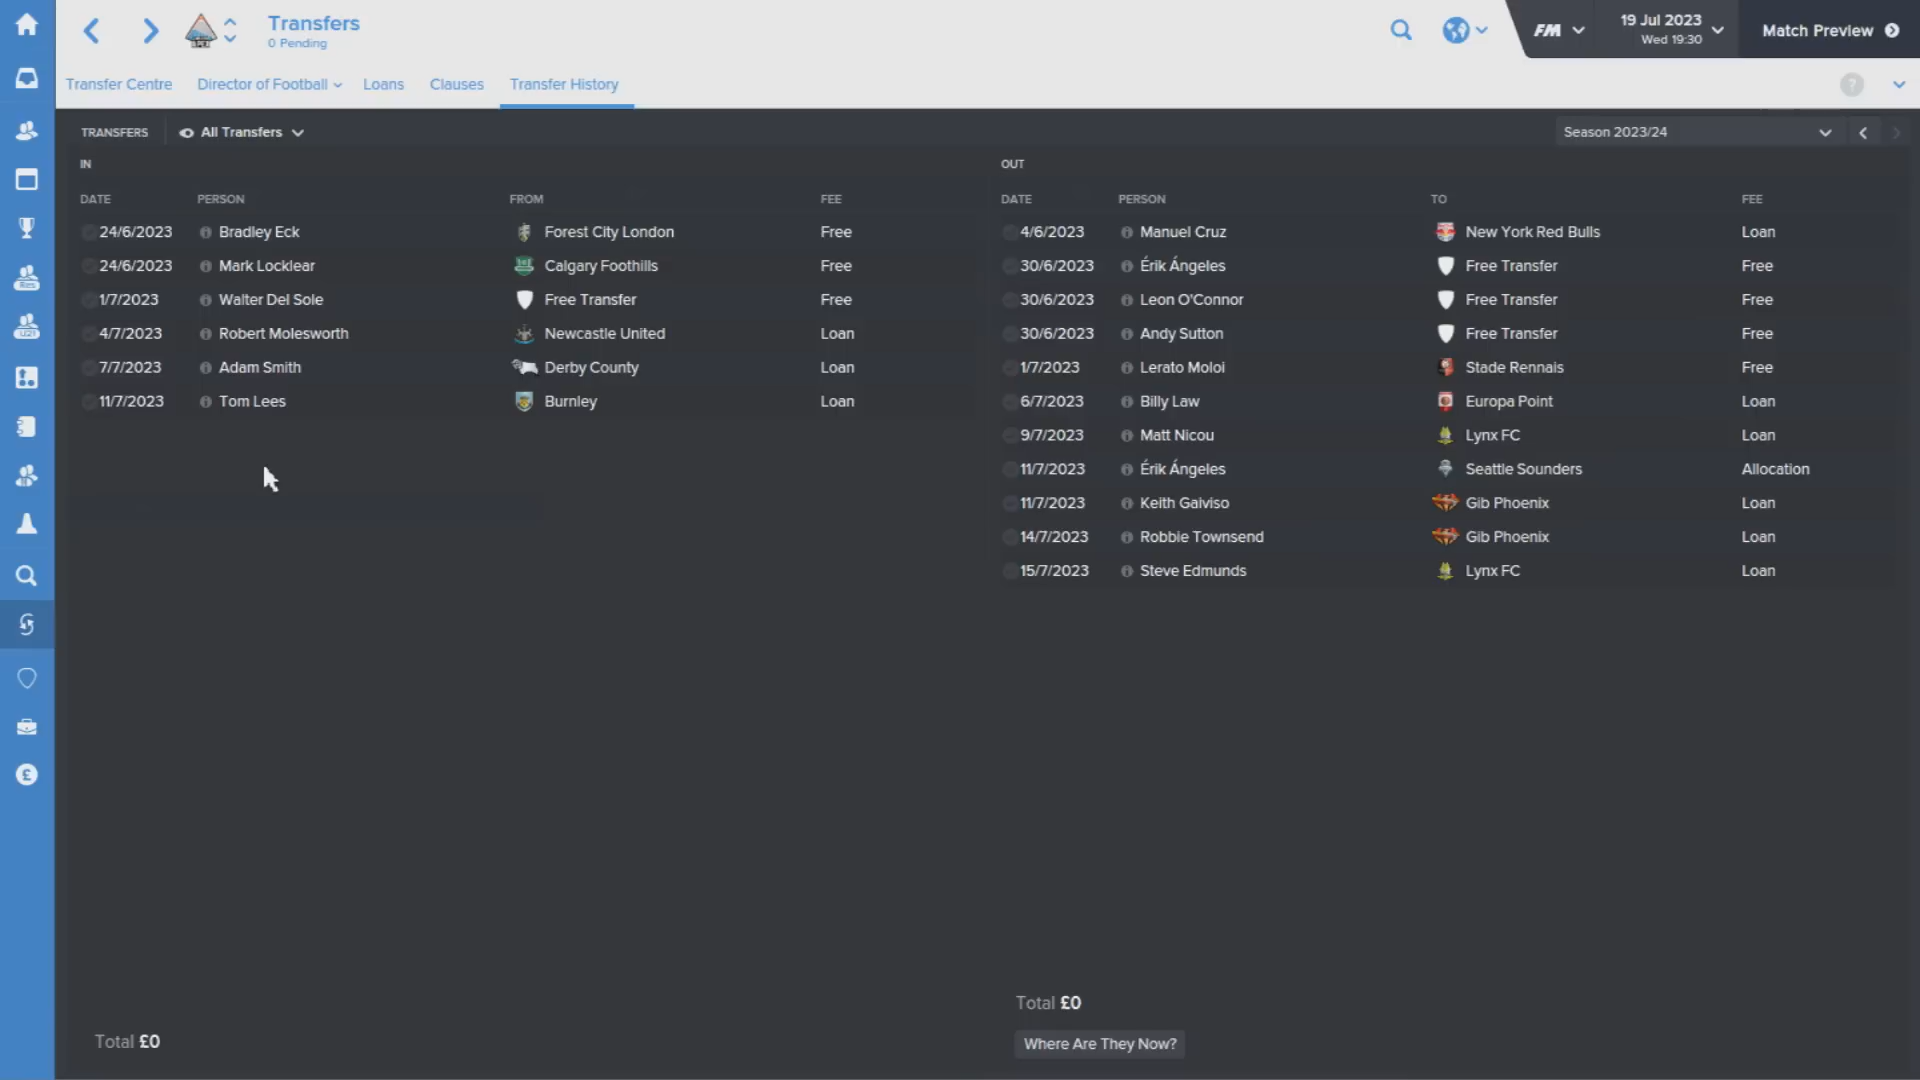 Transfers
0 Pending
FM
19 Jul 2023
Wed 19:30
Match Preview
Transfer Centre Director of Football Loans Clauses Transfer History
?
TRANSFERS All Transfers
Season 2023/24
IN
DATE PERSON FROM FEE
24/6/2023 Bradley Eck Forest City London Free
24/6/2023 Mark Locklear Calgary Foothills Free
1/7/2023 Walter Del Sole Free Transfer Free
4/7/2023 Robert Molesworth Newcastle United Loan
7/7/2023 Adam Smith Derby County Loan
11/7/2023 Tom Lees Burnley Loan
Total £0
OUT
DATE PERSON TO FEE
4/6/2023 Manuel Cruz New York Red Bulls Loan
30/6/2023 Érik Ángeles Free Transfer Free
30/6/2023 Leon O'Connor Free Transfer Free
30/6/2023 Andy Sutton Free Transfer Free
1/7/2023 Lerato Moloi Stade Rennais Free
6/7/2023 Billy Law Europa Point Loan
9/7/2023 Matt Nicou Lynx FC Loan
11/7/2023 Érik Ángeles Seattle Sounders Allocation
11/7/2023 Keith Gaiviso Gib Phoenix Loan
14/7/2023 Robbie Townsend Gib Phoenix Loan
15/7/2023 Steve Edmunds Lynx FC Loan
Total £0
Where Are They Now?